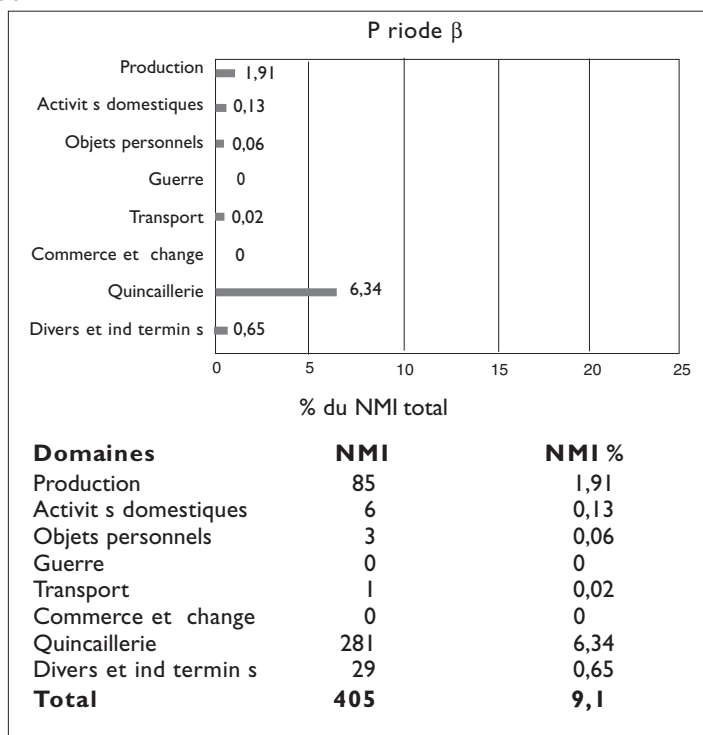 P riode β
Production 1,91
Activit s domestiques 0,13
Objets personnels 0,06
Guerre 0
Transport 0,02
Commerce et change 0
Quincaillerie 6,34
Divers et ind termin s 0,65
0 5 10 15 20 25
% du NMI total
Domaines NMI NMI %
Production 85 1,91
Activit s domestiques 6 0,13
Objets personnels 3 0,06
Guerre 0 0
Transport 1 0,02
Commerce et change 0 0
Quincaillerie 281 6,34
Divers et ind termin s 29 0,65
Total 405 9,1